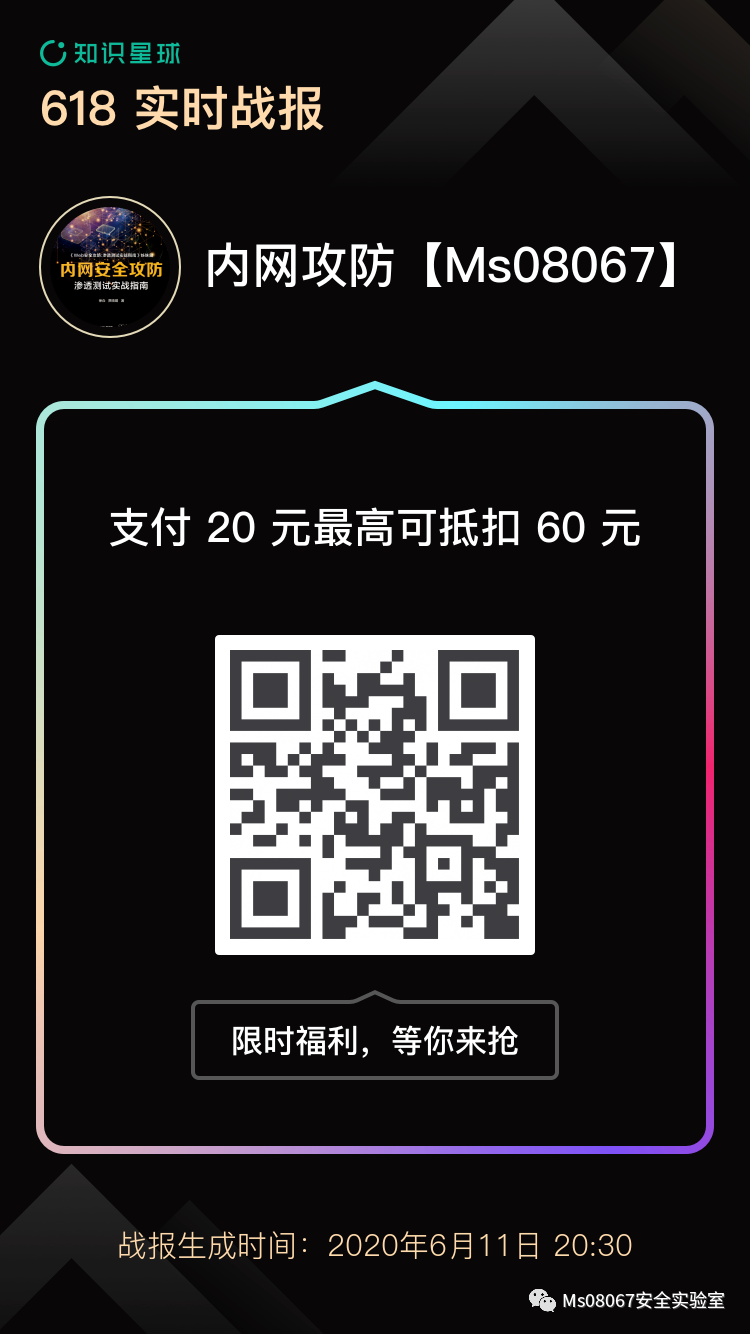 知识星球
618 实时战报
内网安全攻防
渗透测试实战指南
内网攻防【Ms08067】
支付 20 元最高可抵扣 60 元
限时福利，等你来抢
战报生成时间：2020年6月11日 20:30
Ms08067安全实验室